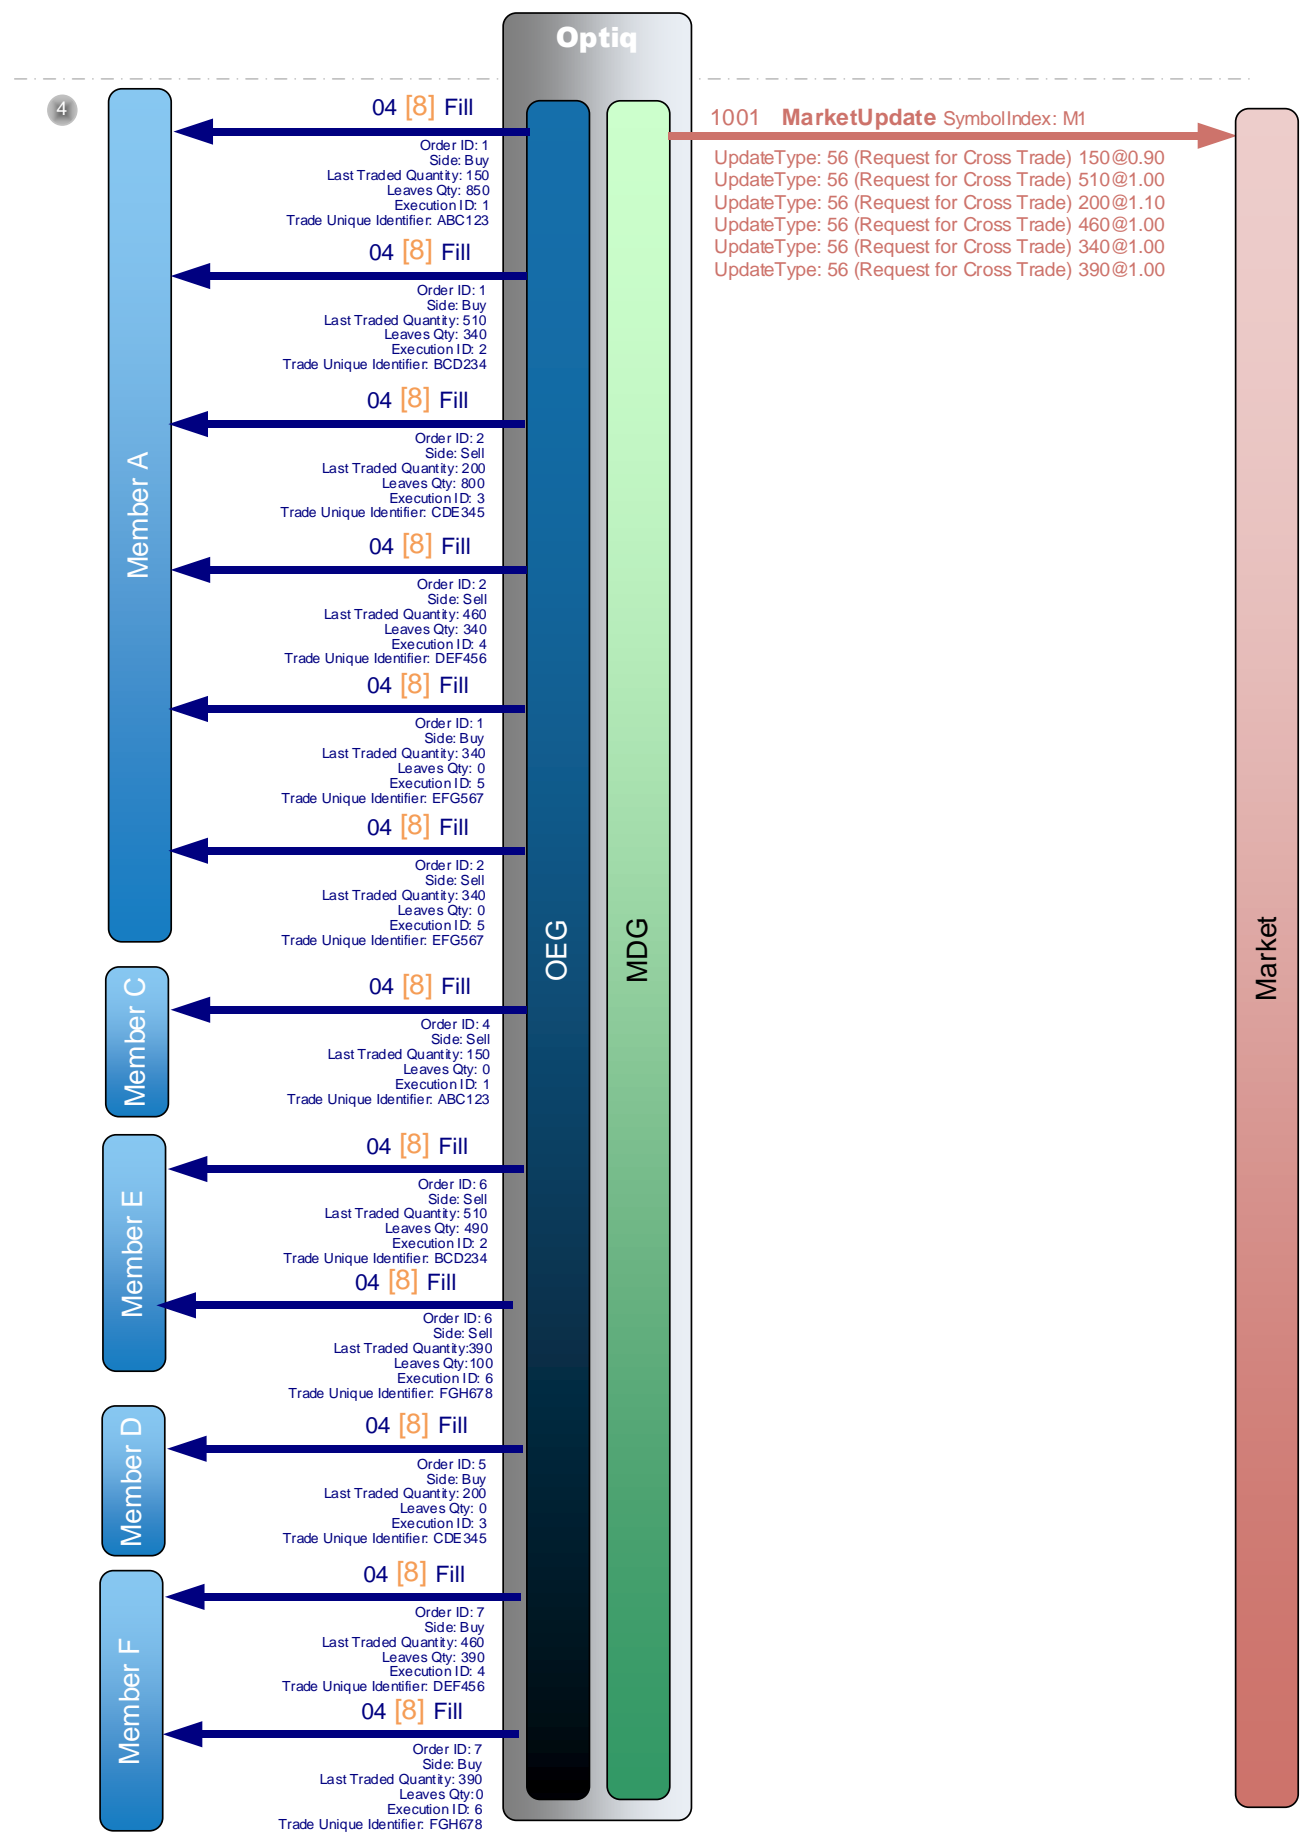 Optiq
4
04 [8] Fill
Order ID: 1
Side: Buy
Last Traded Quantity: 150
Leaves Qty: 850
Execution ID: 1
Trade Unique Identifier: ABC123
04 [8] Fill
Order ID: 1
Side: Buy
Last Traded Quantity: 510
Leaves Qty: 340
Execution ID: 2
Trade Unique Identifier: BCD234
04 [8] Fill
Order ID: 2
Side: Sell
Last Traded Quantity: 200
Leaves Qty: 800
Execution ID: 3
Trade Unique Identifier: CDE345
04 [8] Fill
Order ID: 2
Side: Sell
Last Traded Quantity: 460
Leaves Qty: 340
Execution ID: 4
Trade Unique Identifier: DEF456
04 [8] Fill
Order ID: 1
Side: Buy
Last Traded Quantity: 340
Leaves Qty: 0
Execution ID: 5
Trade Unique Identifier: EFG567
04 [8] Fill
Order ID: 2
Side: Sell
Last Traded Quantity: 340
Leaves Qty: 0
Execution ID: 5
Trade Unique Identifier: EFG567
Member A
04 [8] Fill
Order ID: 4
Side: Sell
Last Traded Quantity: 150
Leaves Qty: 0
Execution ID: 1
Trade Unique Identifier: ABC123
Member C
04 [8] Fill
Order ID: 6
Side: Sell
Last Traded Quantity: 510
Leaves Qty: 490
Execution ID: 2
Trade Unique Identifier: BCD234
04 [8] Fill
Order ID: 6
Side: Sell
Last Traded Quantity:390
Leaves Qty:100
Execution ID: 6
Trade Unique Identifier: FGH678
Member E
04 [8] Fill
Order ID: 5
Side: Buy
Last Traded Quantity: 200
Leaves Qty: 0
Execution ID: 3
Trade Unique Identifier: CDE345
Member D
04 [8] Fill
Order ID: 7
Side: Buy
Last Traded Quantity: 460
Leaves Qty: 390
Execution ID: 4
Trade Unique Identifier: DEF456
04 [8] Fill
Order ID: 7
Side: Buy
Last Traded Quantity: 390
Leaves Qty:0
Execution ID: 6
Trade Unique Identifier: FGH678
Member F
OEG
MDG
1001 MarketUpdate SymbolIndex: M1
UpdateType: 56 (Request for Cross Trade) 150@0.90
UpdateType: 56 (Request for Cross Trade) 510@1.00
UpdateType: 56 (Request for Cross Trade) 200@1.10
UpdateType: 56 (Request for Cross Trade) 460@1.00
UpdateType: 56 (Request for Cross Trade) 340@1.00
UpdateType: 56 (Request for Cross Trade) 390@1.00
Market